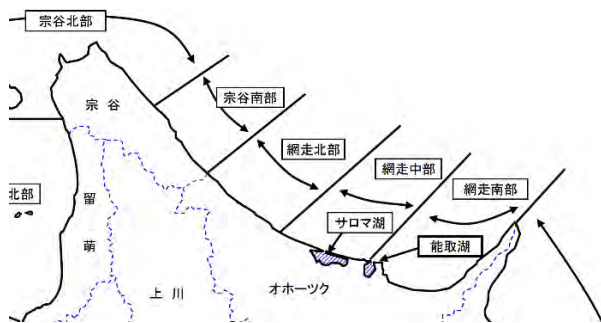 宗谷北部
宗谷
宗谷南部
網走北部
網走中部
網走南部
北部
留萌
サロマ湖
能取湖
上川
オホーツク